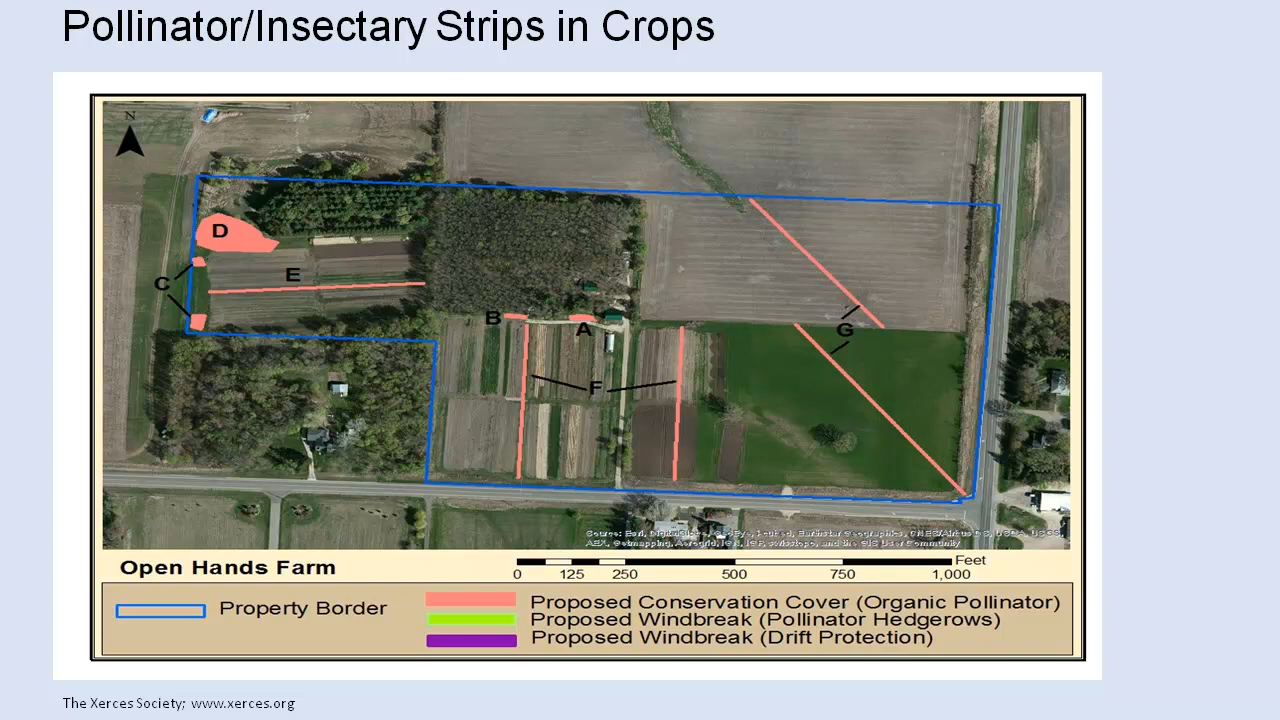 Pollinator/Insectary Strips in Crops
N
D
C
E
B
A
F
G
Feet
0 125 250 500 750 1,000
Open Hands Farm
Property Border
Proposed Conservation Cover (Organic Pollinator)
Proposed Windbreak (Pollinator Hedgerows)
Proposed Windbreak (Drift Protection)
The Xerces Society; www.xerces.org